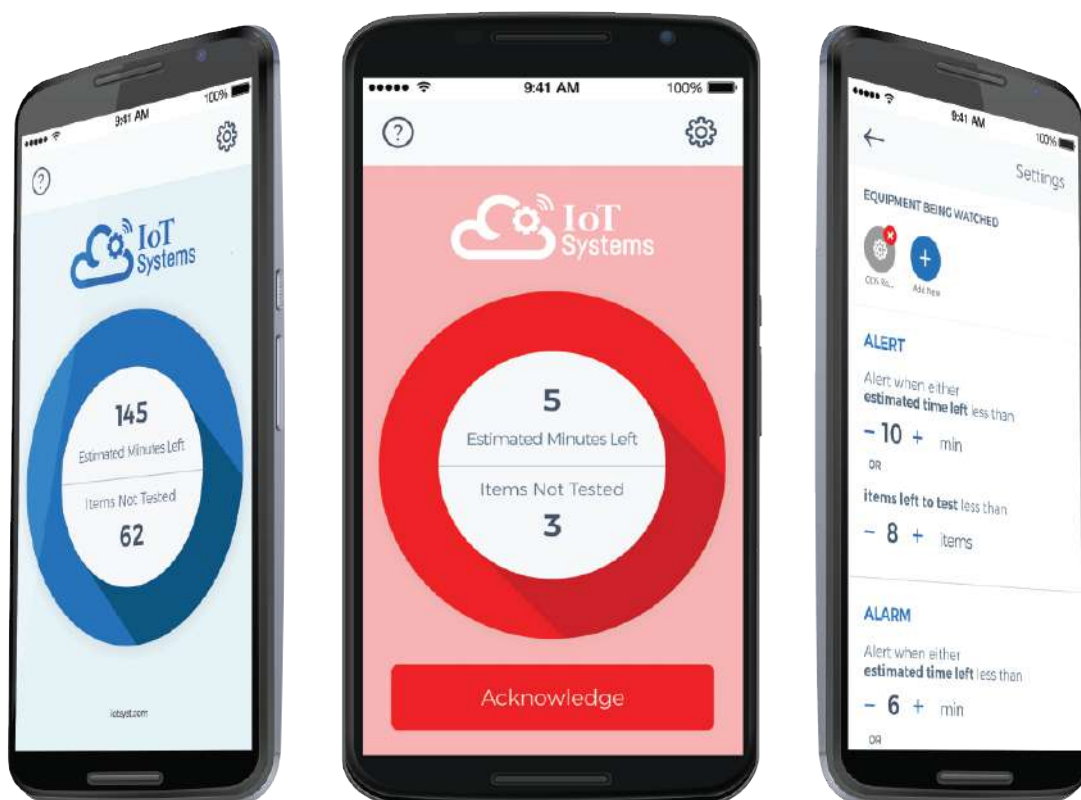 9:41 AM
100%
?
IoT
Systems
145
Estimated Minutes Left
Items Not Tested
62
iotsyst.com
9:41 AM
100%
?
IoT
Systems
5
Estimated Minutes Left
Items Not Tested
3
Acknowledge
9:41 AM
100%
Settings
EQUIPMENT BEING WATCHED
Add New
ALERT
Alert when either
estimated time left less than
- 10 + min
OR
items left to test less than
- 8 + items
ALARM
Alert when either
estimated time left less than
- 6 + min
OR